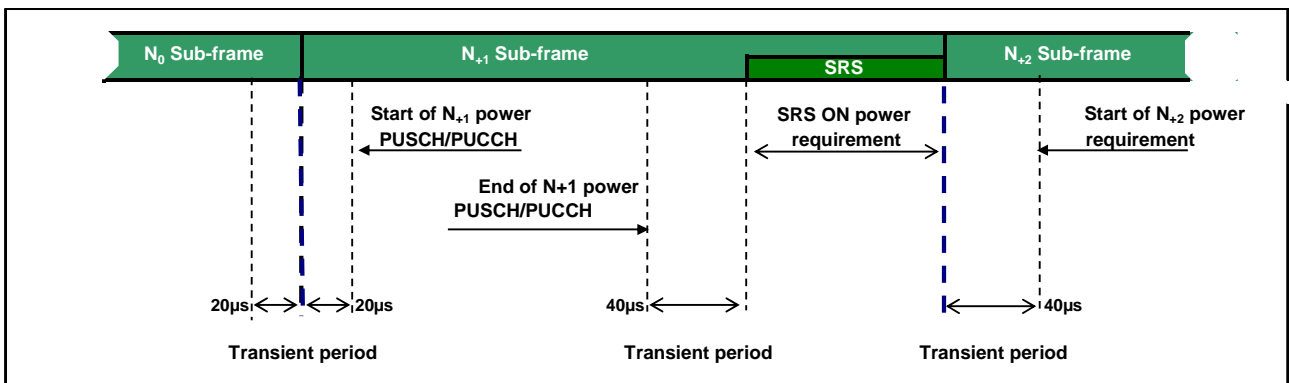 N0 Sub-frame
N+1 Sub-frame
N+2 Sub-frame
SRS
Start of N+1 power
PUSCH/PUCCH
SRS ON power
requirement
Start of N+2 power
requirement
End of N+1 power
PUSCH/PUCCH
20µs
20µs
40µs
40µs
Transient period
Transient period
Transient period